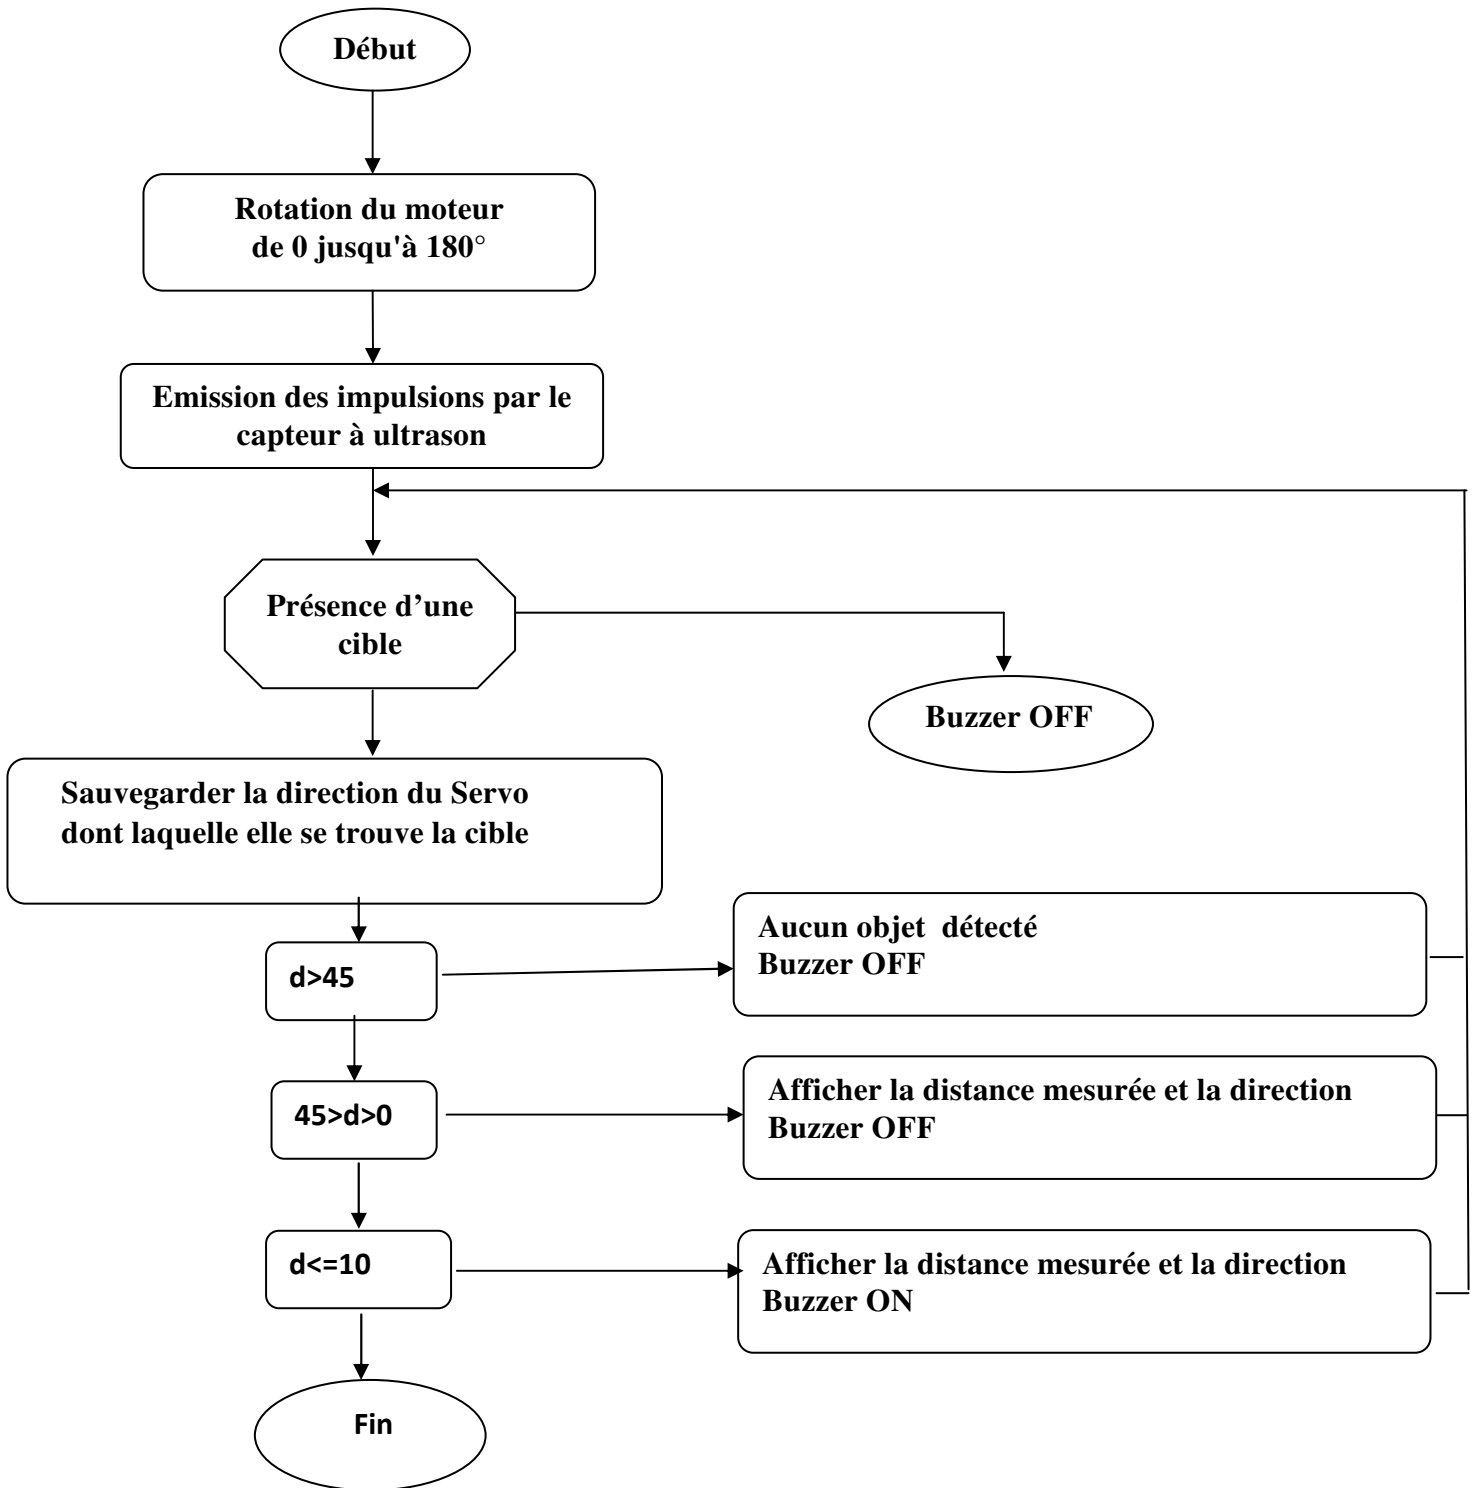 Début
Rotation du moteur
de 0 jusqu'à 180°
Emission des impulsions par le
capteur à ultrason
Présence d’une
cible
Buzzer OFF
Sauvegarder la direction du Servo
dont laquelle elle se trouve la cible
d>45
Aucun objet  détecté
Buzzer OFF
45>d>0
Afficher la distance mesurée et la direction
Buzzer OFF
d<=10
Afficher la distance mesurée et la direction
Buzzer ON
Fin